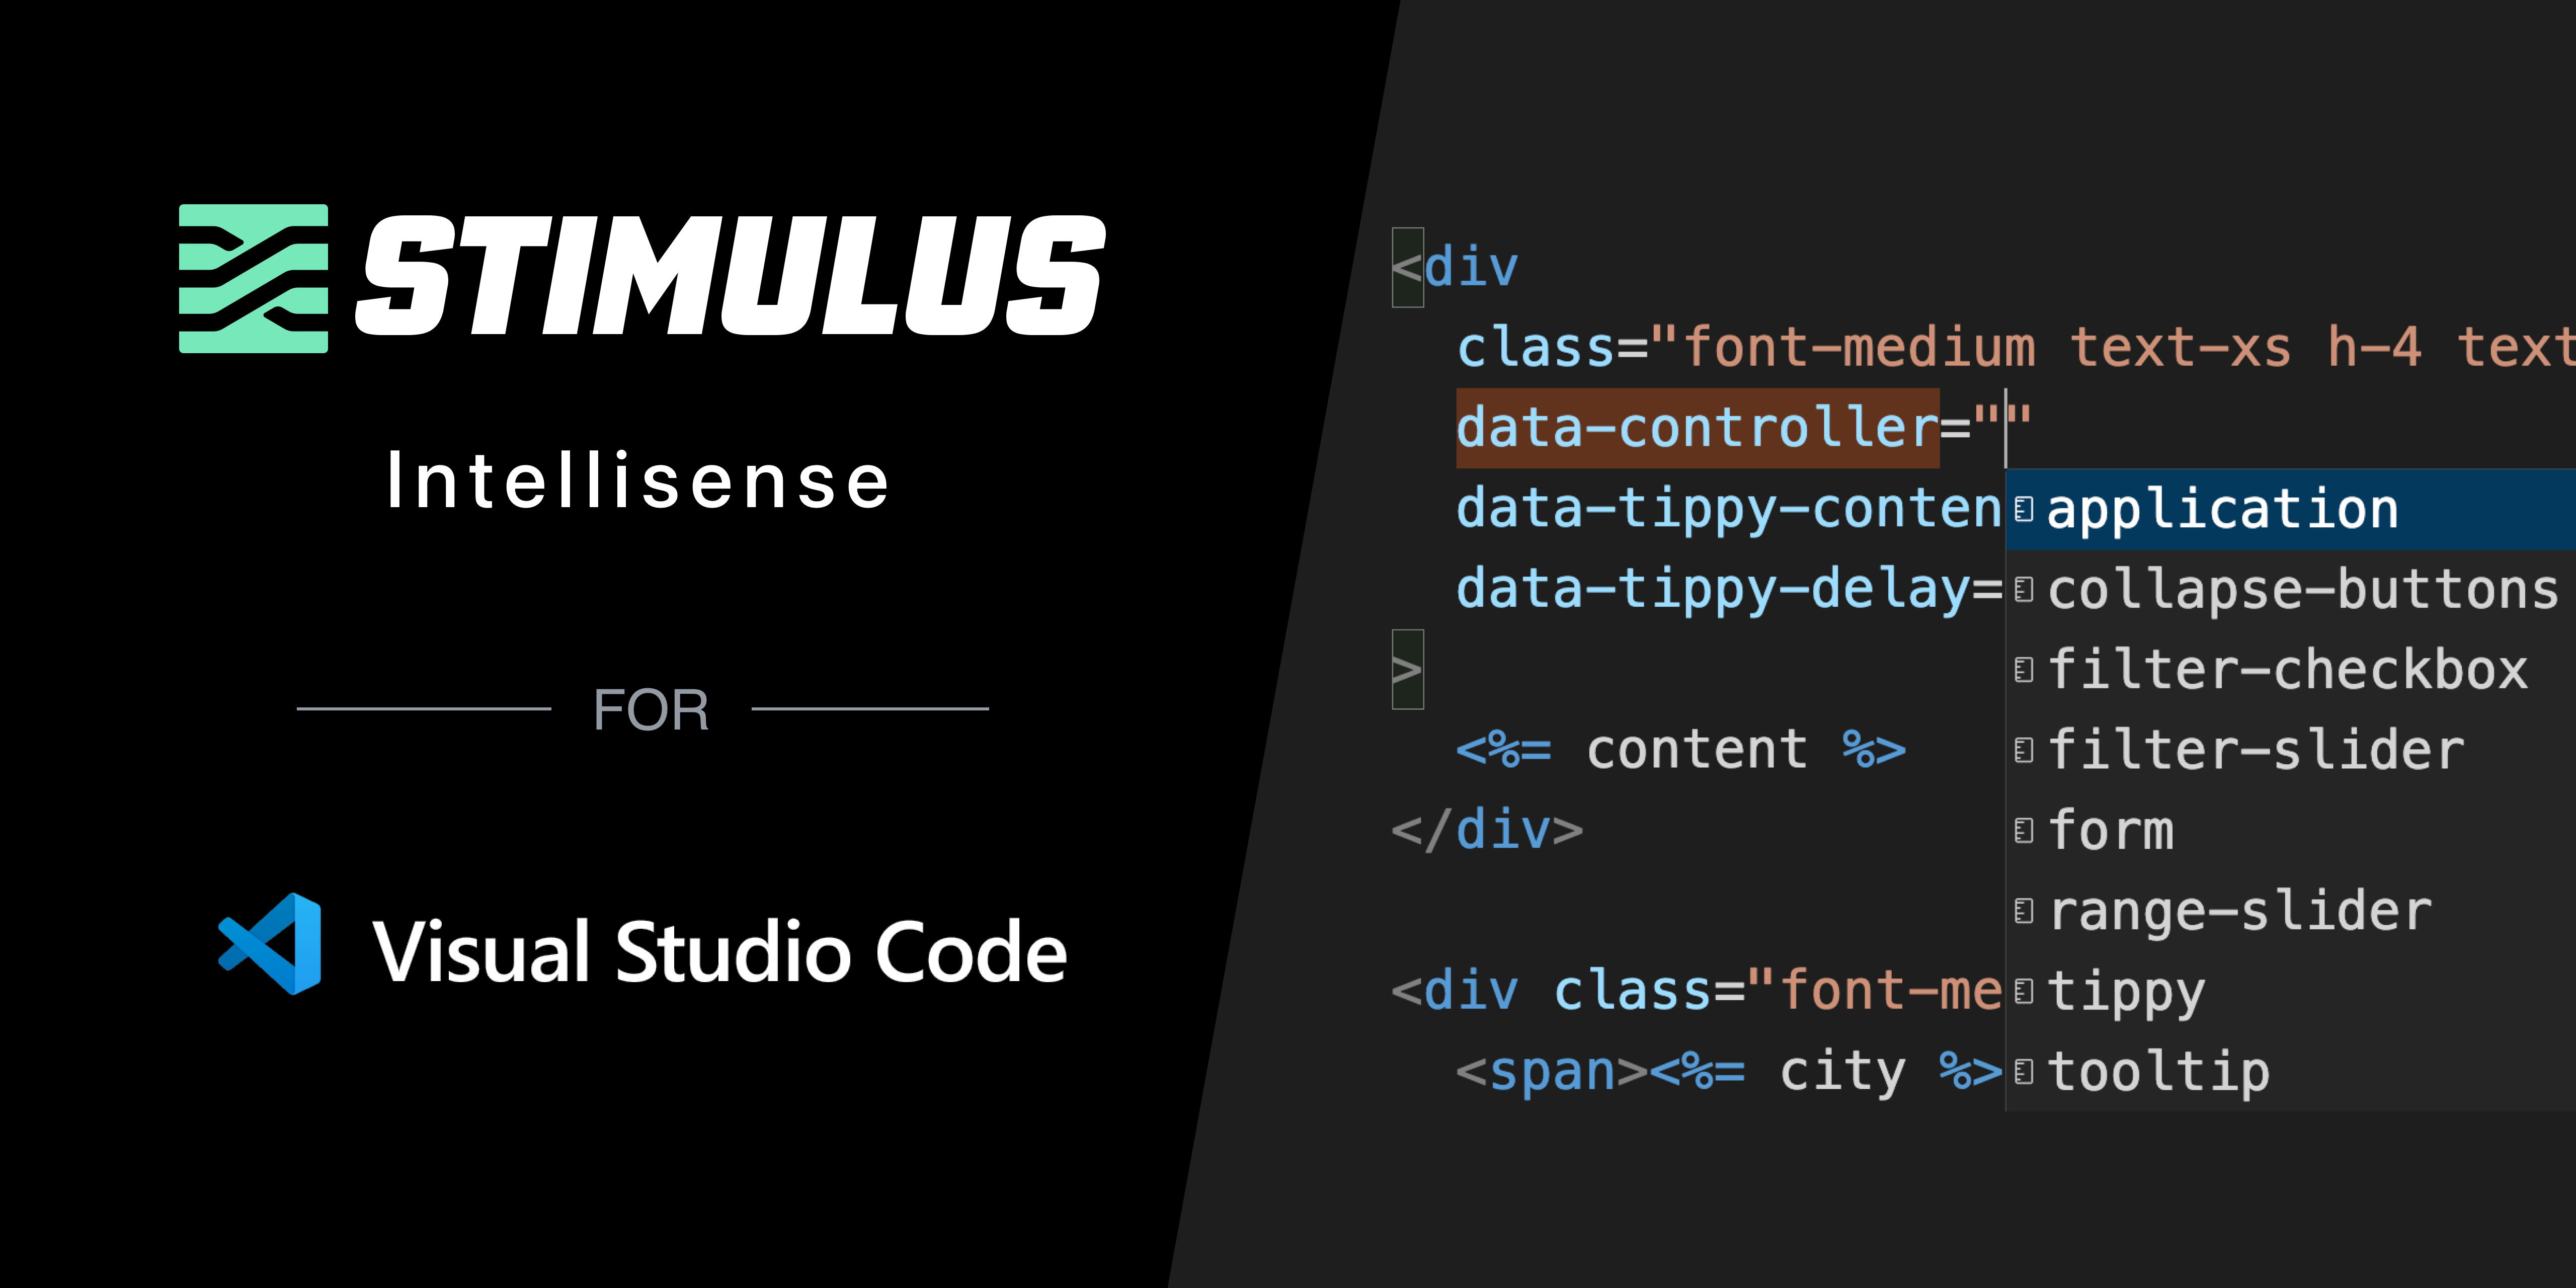 STIMULUS
Intellisense
FOR
Visual Studio Code
<div
class="font-medium text-xs h-4 text
data-controller=""
data-tippy-conten
data-tippy-delay=
>
<%= content %>
</div>
<div class="font-me
<span><%= city %>
application
collapse-buttons
filter-checkbox
filter-slider
form
range-slider
tippy
tooltip